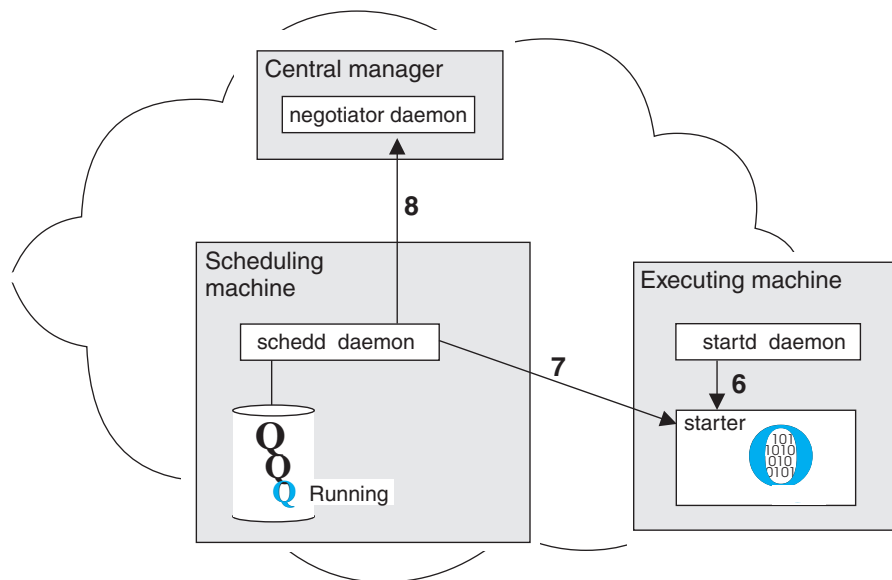 Central manager
negotiator daemon
8
Scheduling
machine
schedd daemon
Executing machine
startd daemon
7
6
starter
101
1010
010
0101
Q
Q
Q Running